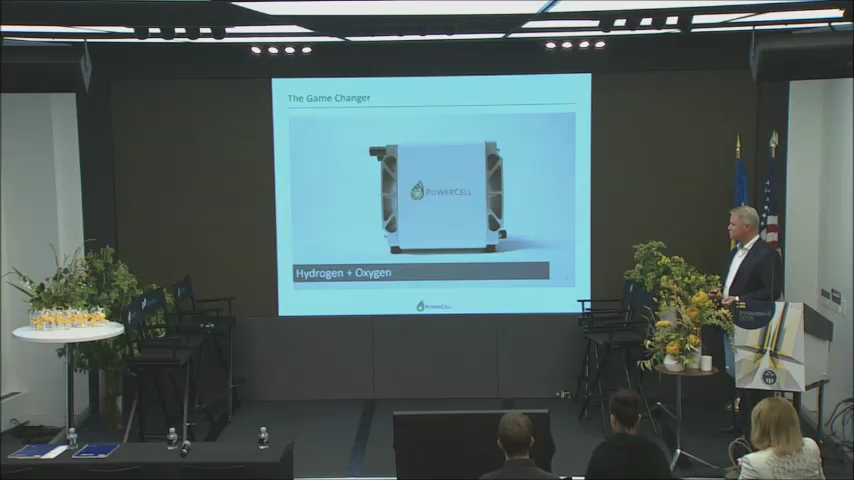 The Game Changer
POWERCELL
Hydrogen + Oxygen
POWERCELL